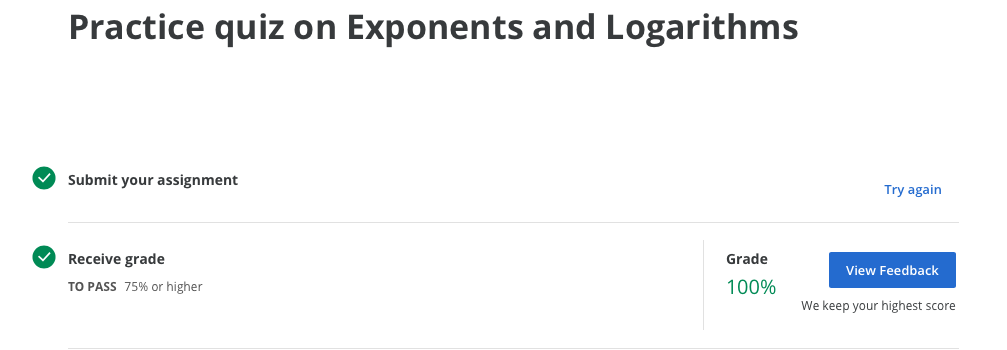 Practice quiz on Exponents and Logarithms
Submit your assignment
Try again
Receive grade
TO PASS 75% or higher
Grade
100%
View Feedback
We keep your highest score